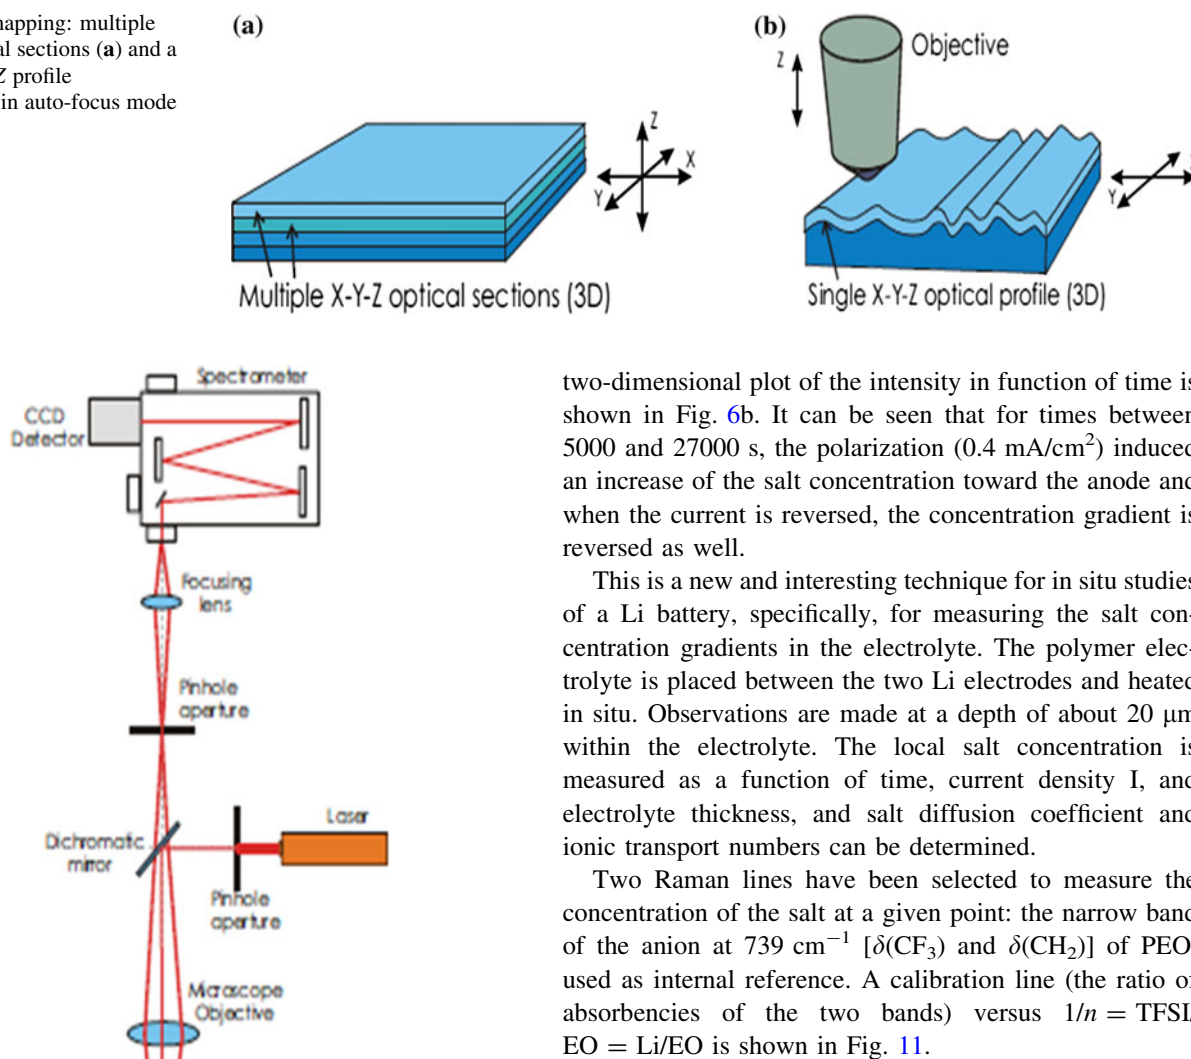 napping: multiple
al sections (a) and a
Z profile
in auto-focus mode
(a)
Z
X
Y
Multiple X-Y-Z optical sections (3D)
(b)
Objective
Z
Y
Single X-Y-Z optical profile (3D)
Spectrometer
CCD
Detector
Focusing
lens
Pinhole
aperture
Laser
Dichromatic
mirror
Pinhole
aperture
Microscope
Objective
two-dimensional plot of the intensity in function of time is
shown in Fig. 6b. It can be seen that for times between
5000 and 27000 s, the polarization (0.4 mA/cm²) induced
an increase of the salt concentration toward the anode and
when the current is reversed, the concentration gradient is
reversed as well.
This is a new and interesting technique for in situ studies
of a Li battery, specifically, for measuring the salt con-
centration gradients in the electrolyte. The polymer elec-
trolyte is placed between the two Li electrodes and heated
in situ. Observations are made at a depth of about 20 μm
within the electrolyte. The local salt concentration is
measured as a function of time, current density I, and
electrolyte thickness, and salt diffusion coefficient and
ionic transport numbers can be determined.
Two Raman lines have been selected to measure the
concentration of the salt at a given point: the narrow band
of the anion at 739 cm⁻¹ [δ(CF₃) and δ(CH₂)] of PEO
used as internal reference. A calibration line (the ratio of
absorbencies of the two bands) versus 1/n = TFSI/
EO = Li/EO is shown in Fig. 11.